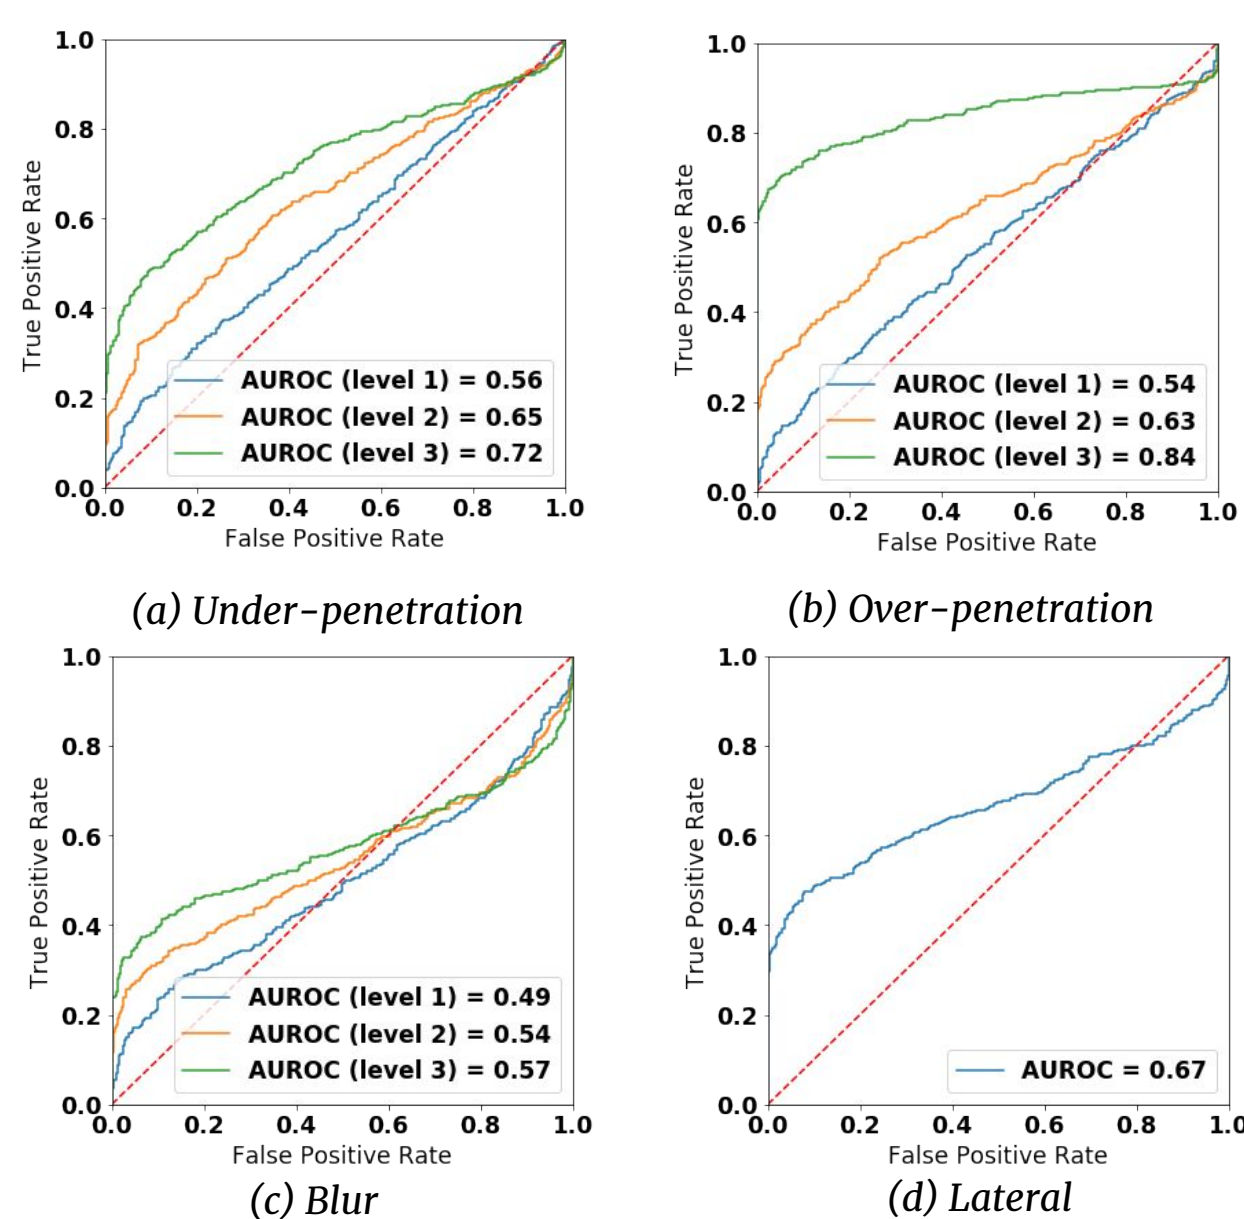 1.0
0.8
0.6
0.4
0.2
0.0
0.0 0.2 0.4 0.6 0.8 1.0
True Positive Rate
False Positive Rate
AUROC (level 1) = 0.56
AUROC (level 2) = 0.65
AUROC (level 3) = 0.72
(a) Under-penetration
1.0
0.8
0.6
0.4
0.2
0.0
0.0 0.2 0.4 0.6 0.8 1.0
True Positive Rate
False Positive Rate
AUROC (level 1) = 0.54
AUROC (level 2) = 0.63
AUROC (level 3) = 0.84
(b) Over-penetration
1.0
0.8
0.6
0.4
0.2
0.0
0.0 0.2 0.4 0.6 0.8 1.0
True Positive Rate
False Positive Rate
AUROC (level 1) = 0.49
AUROC (level 2) = 0.54
AUROC (level 3) = 0.57
(c) Blur
1.0
0.8
0.6
0.4
0.2
0.0
0.0 0.2 0.4 0.6 0.8 1.0
True Positive Rate
False Positive Rate
AUROC = 0.67
(d) Lateral